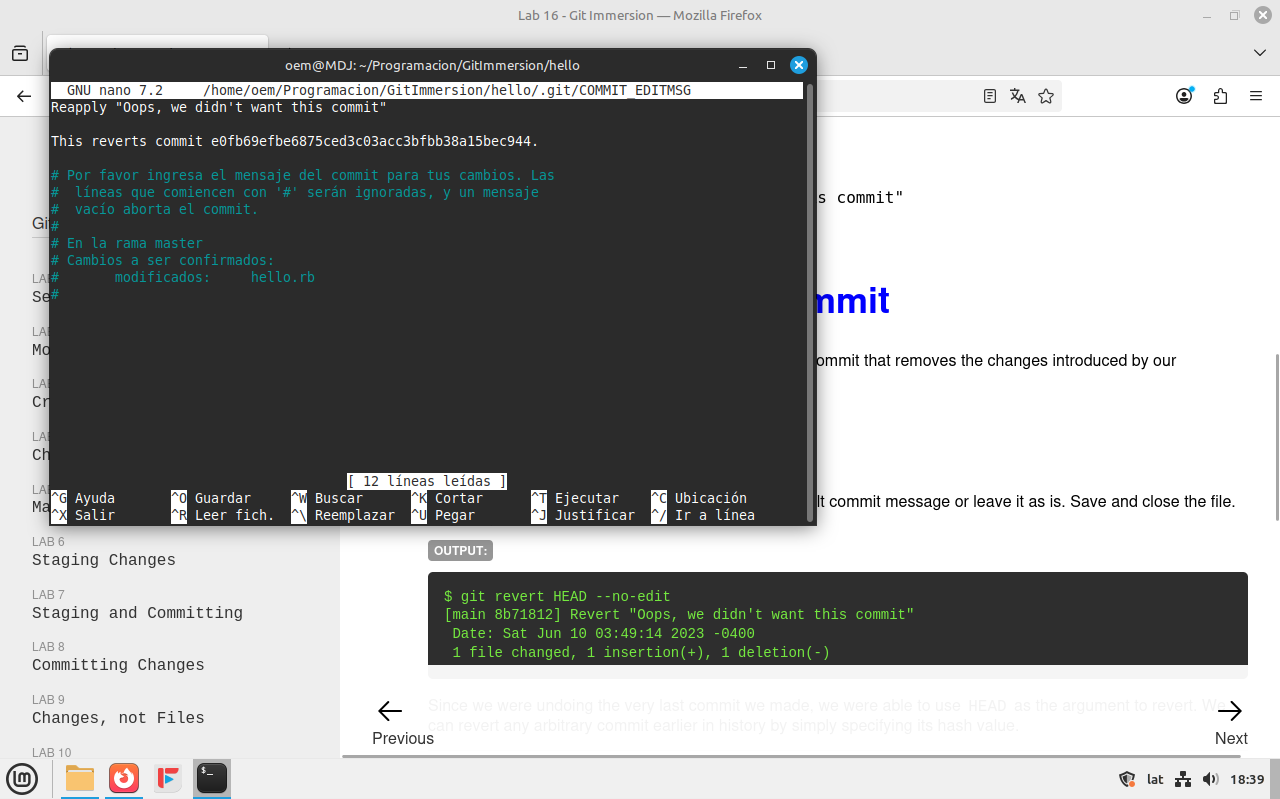 Lab 16 - Git Immersion — Mozilla Firefox
oem@MDJ: ~/Programacion/GitImmersion/hello
GNU nano 7.2 /home/oem/Programacion/GitImmersion/hello/.git/COMMIT_EDITMSG
Reapply "Oops, we didn't want this commit"
This reverts commit e0fb69efbe6875ced3c03acc3bfbb38a15bec944.
# Por favor ingresa el mensaje del commit para tus cambios. Las
#  líneas que comiencen con '#' serán ignoradas, y un mensaje
#  vacío aborta el commit.
#
# En la rama master
# Cambios a ser confirmados:
#       modificados:     hello.rb
#
[ 12 líneas leídas ]
^G Ayuda ^O Guardar ^W Buscar ^K Cortar ^T Ejecutar ^C Ubicación
^X Salir ^R Leer fich. ^\ Reemplazar ^U Pegar ^J Justificar ^/ Ir a línea
s commit"
mmit
ommit that removes the changes introduced by our
lt commit message or leave it as is. Save and close the file.
OUTPUT:
$ git revert HEAD --no-edit
[main 8b71812] Revert "Oops, we didn't want this commit"
 Date: Sat Jun 10 03:49:14 2023 -0400
 1 file changed, 1 insertion(+), 1 deletion(-)
Since we were undoing the very last commit we made, we were able to use HEAD as the argument to revert. We
can revert any arbitrary commit earlier in history by simply specifying its hash value.
Previous
Next
Git
LAB
Se
LAB
Mo
LAB
Cr
LAB
Ch
LAB
Ma
LAB 6
Staging Changes
LAB 7
Staging and Committing
LAB 8
Committing Changes
LAB 9
Changes, not Files
LAB 10
lat
18:39